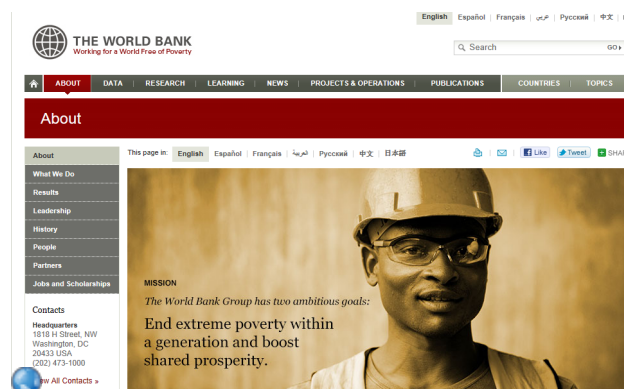 English Español Français عربي Русский 中文
THE WORLD BANK
Working for a World Free of Poverty
Search GO
ABOUT DATA RESEARCH LEARNING NEWS PROJECTS & OPERATIONS PUBLICATIONS COUNTRIES TOPICS
About
This page in: English Español Français العربية Русский 中文 日本語 Like Tweet SHA
About
What We Do
Results
Leadership
History
People
Partners
Jobs and Scholarships
MISSION
The World Bank Group has two ambitious goals:
End extreme poverty within
a generation and boost
shared prosperity.
Contacts
Headquarters
1818 H Street, NW
Washington, DC
20433 USA
(202) 473-1000
All Contacts »